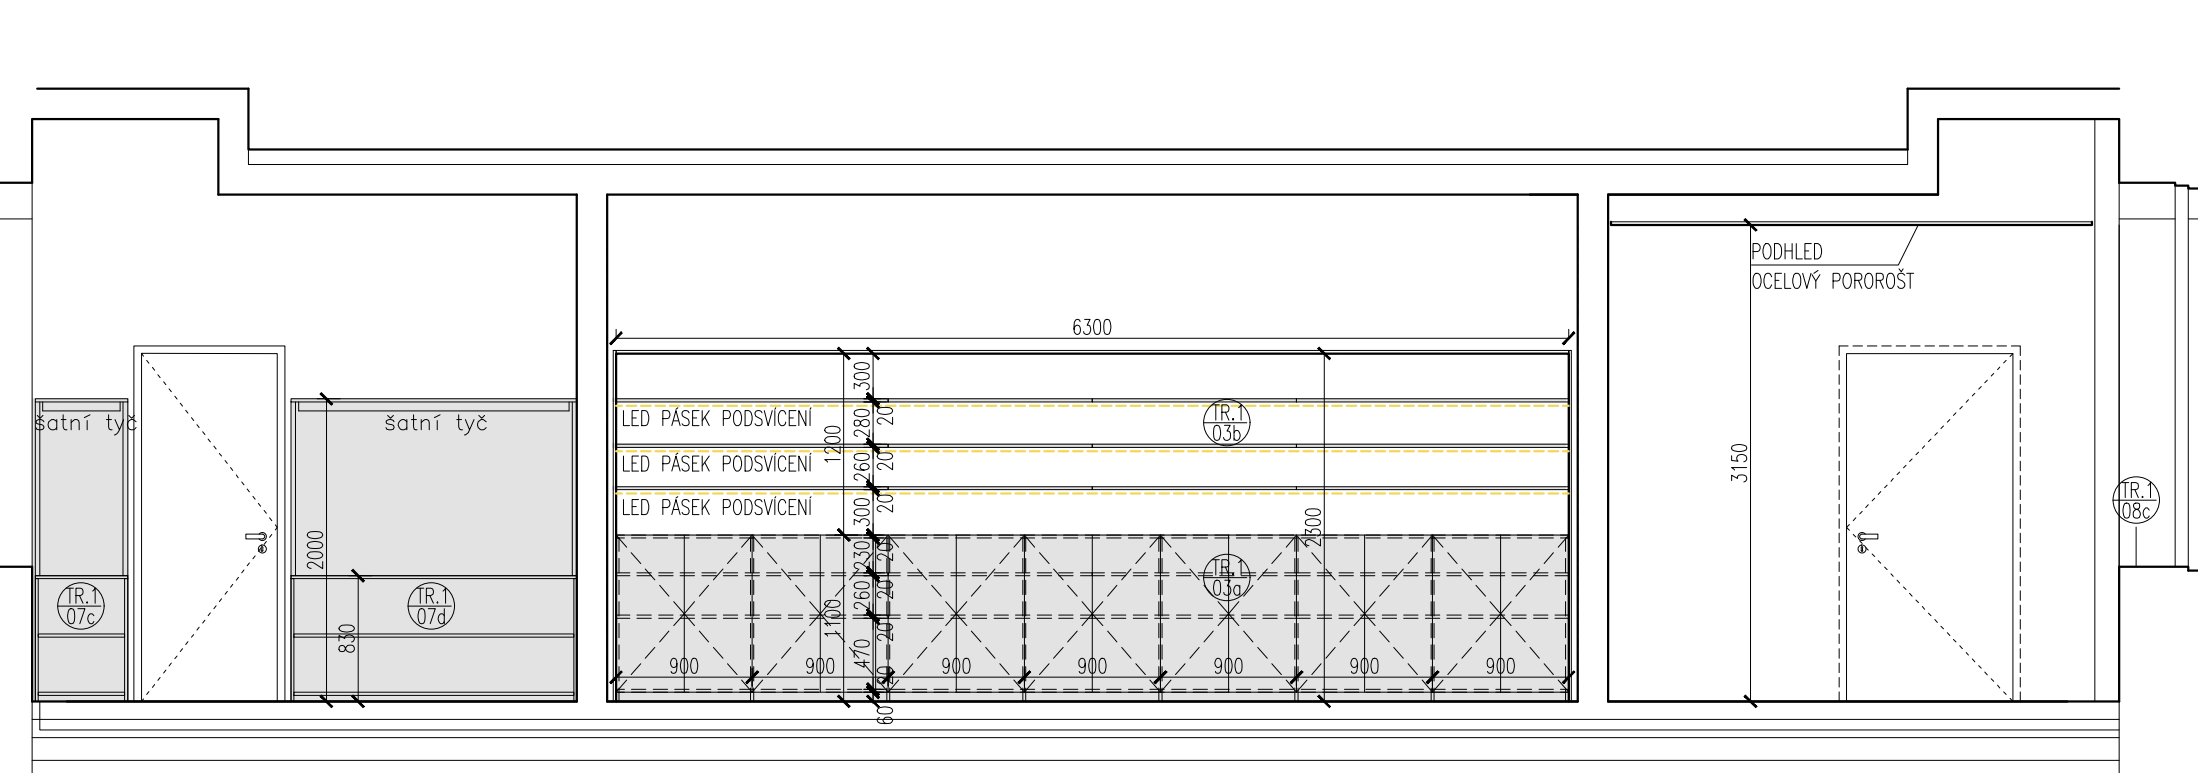 6300
PODHLED
OCELOVÝ POROROŠT
3150
šatní tyč
šatní tyč
2000
830
TR.1
07c
TR.1
07d
LED PÁSEK PODSVÍCENÍ
LED PÁSEK PODSVÍCENÍ
LED PÁSEK PODSVÍCENÍ
300
280
20
260
20
300
20
1200
2300
TR.1
03b
230
20
260
20
470
20
20
60
1100
TR.1
03a
900
900
900
900
900
900
900
TR.1
08c